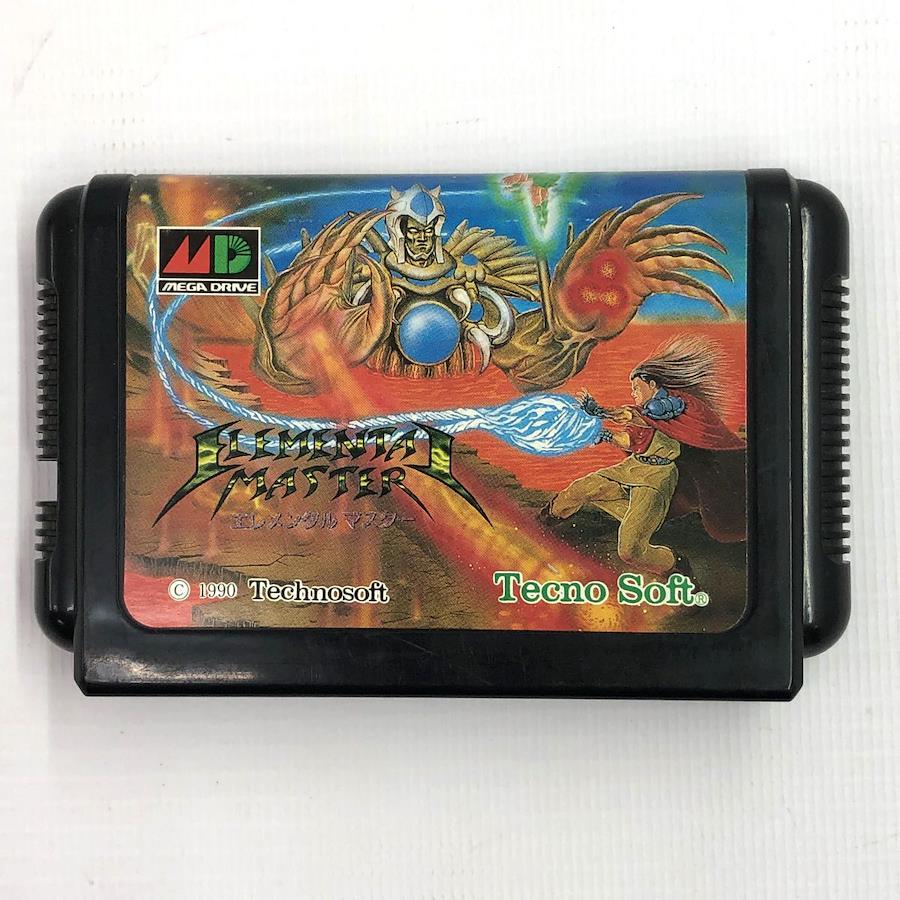 MD
MEGA DRIVE
ELEMENTAL
MASTER
エレメンタル マスター
© 1990 Technosoft
Tecno Soft®